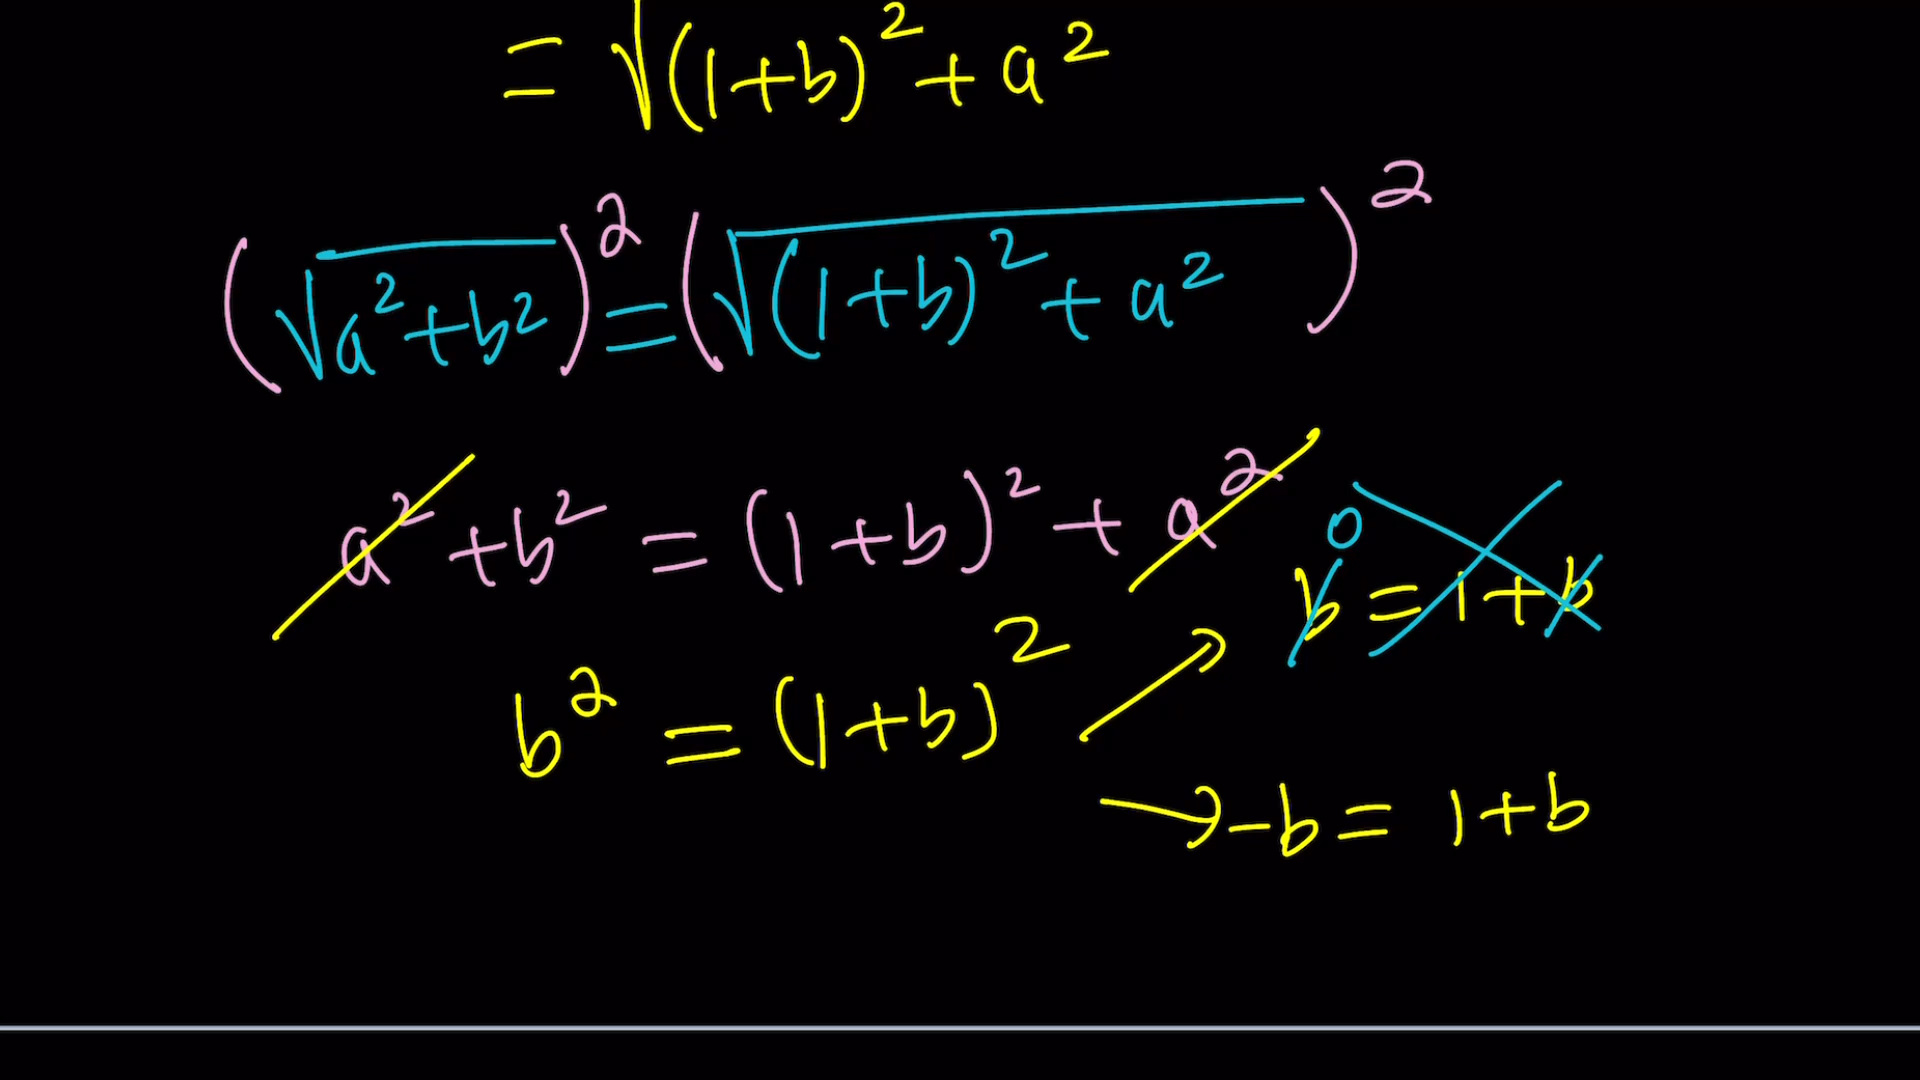 = √(1+b)² + a²
(√a²+b²)² = (√(1+b)² + a²)²
a² + b² = (1+b)² + a²
0
b = 1+b
b² = (1+b)²
→ -b = 1+b